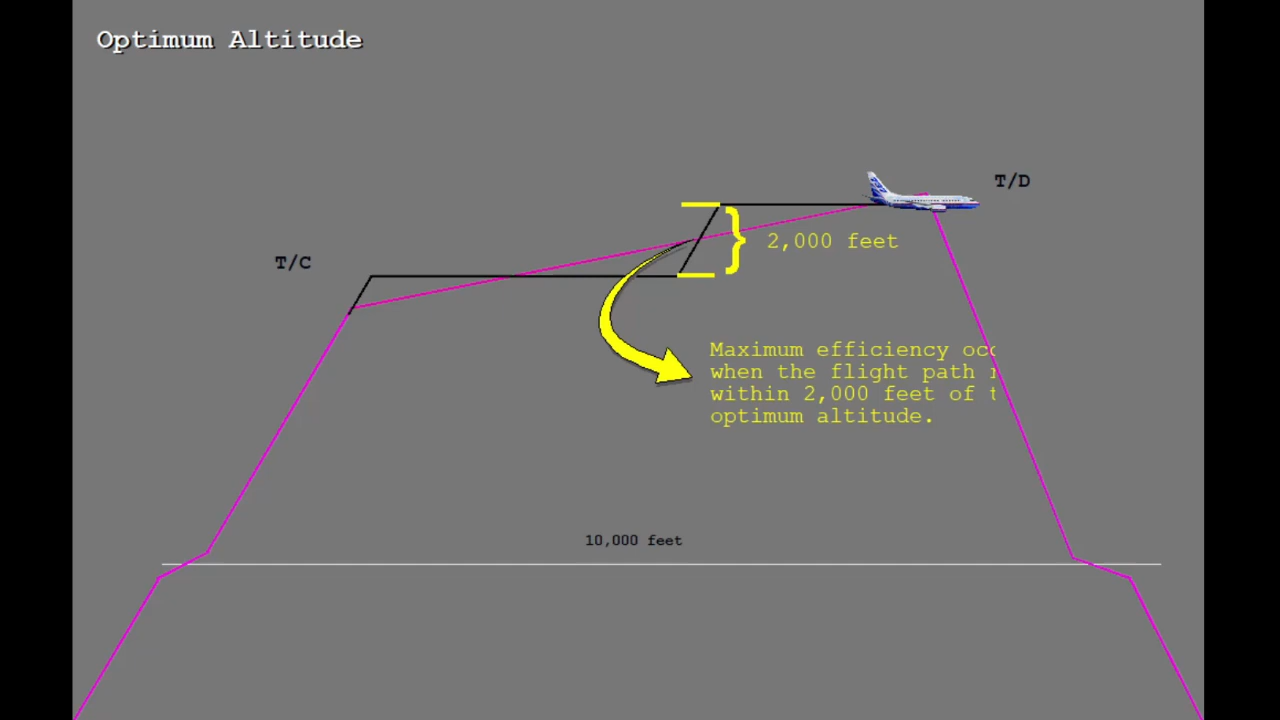 Optimum Altitude
T/D
2,000 feet
T/C
Maximum efficiency
when the flight path
within 2,000 feet of
optimum altitude.
10,000 feet